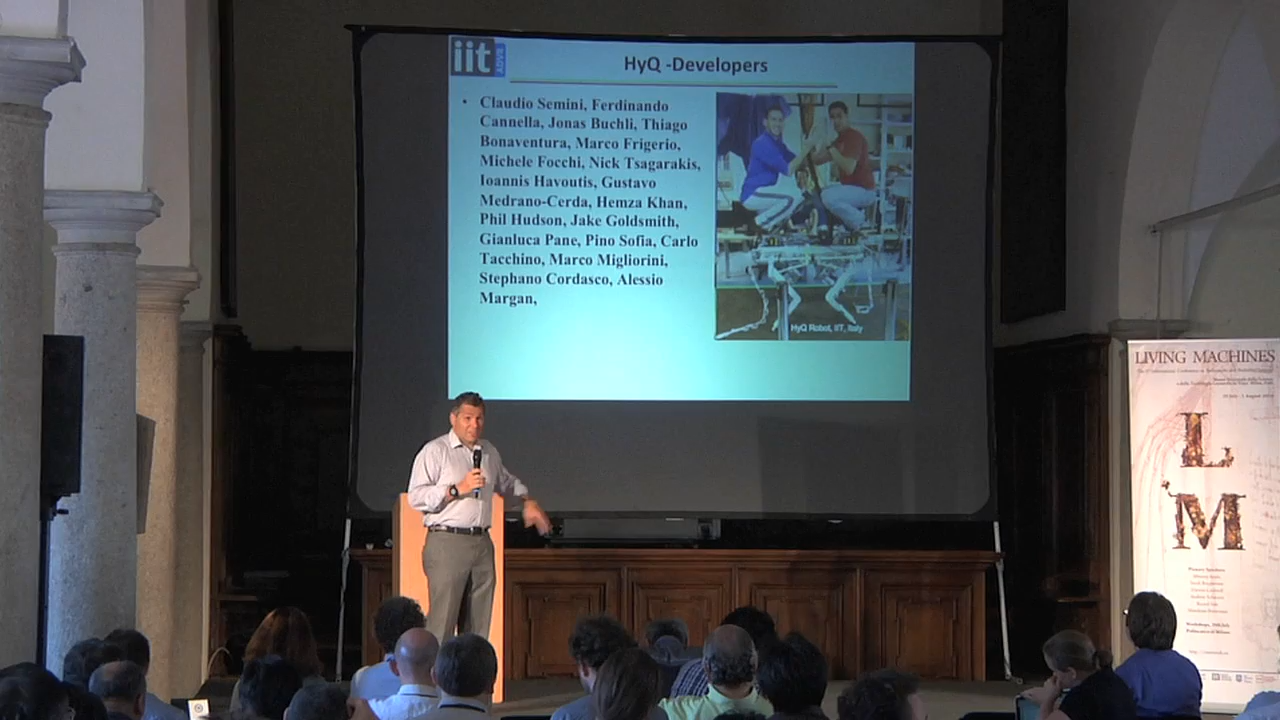 iit
ADVR
HyQ -Developers
• Claudio Semini, Ferdinando
Cannella, Jonas Buchli, Thiago
Bonaventura, Marco Frigerio,
Michele Focchi, Nick Tsagarakis,
Ioannis Havoutis, Gustavo
Medrano-Cerda, Hemza Khan,
Phil Hudson, Jake Goldsmith,
Gianluca Pane, Pino Sofia, Carlo
Tacchino, Marco Migliorini,
Stephano Cordasco, Alessio
Margan,
HyQ Robot, IIT, Italy
LIVING MACHINES
L
M